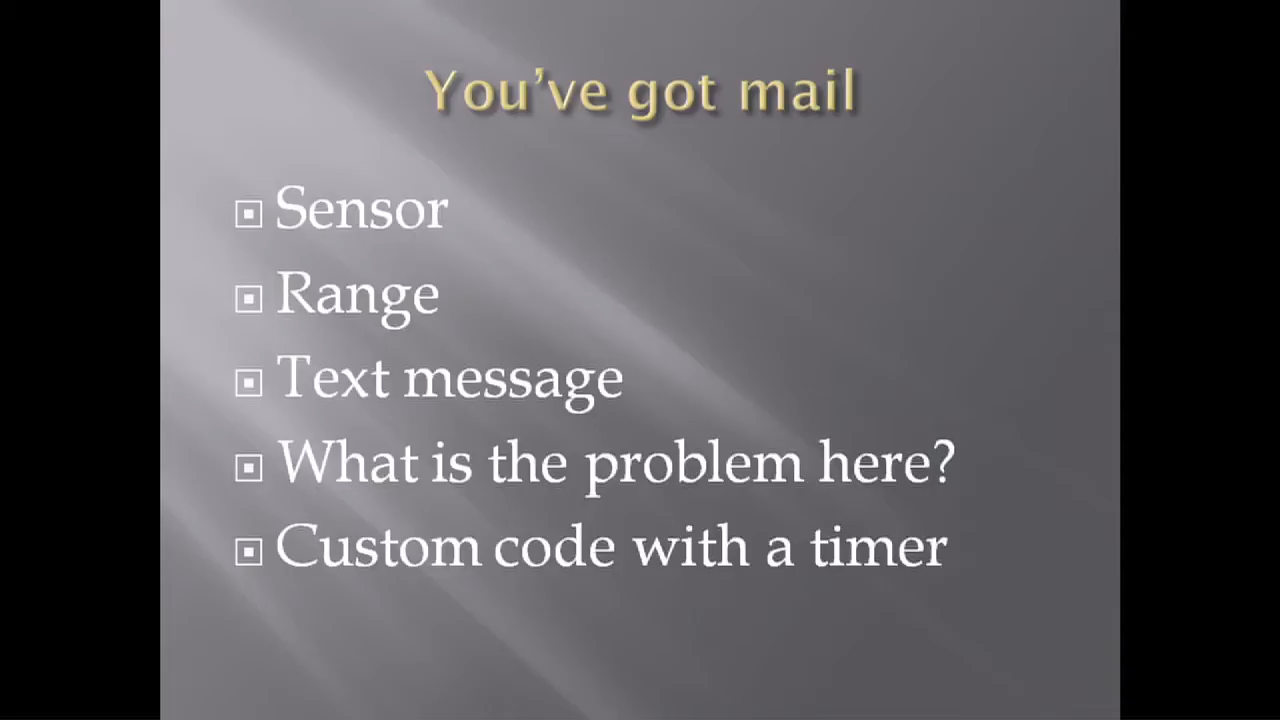 You’ve got mail
Sensor
Range
Text message
What is the problem here?
Custom code with a timer